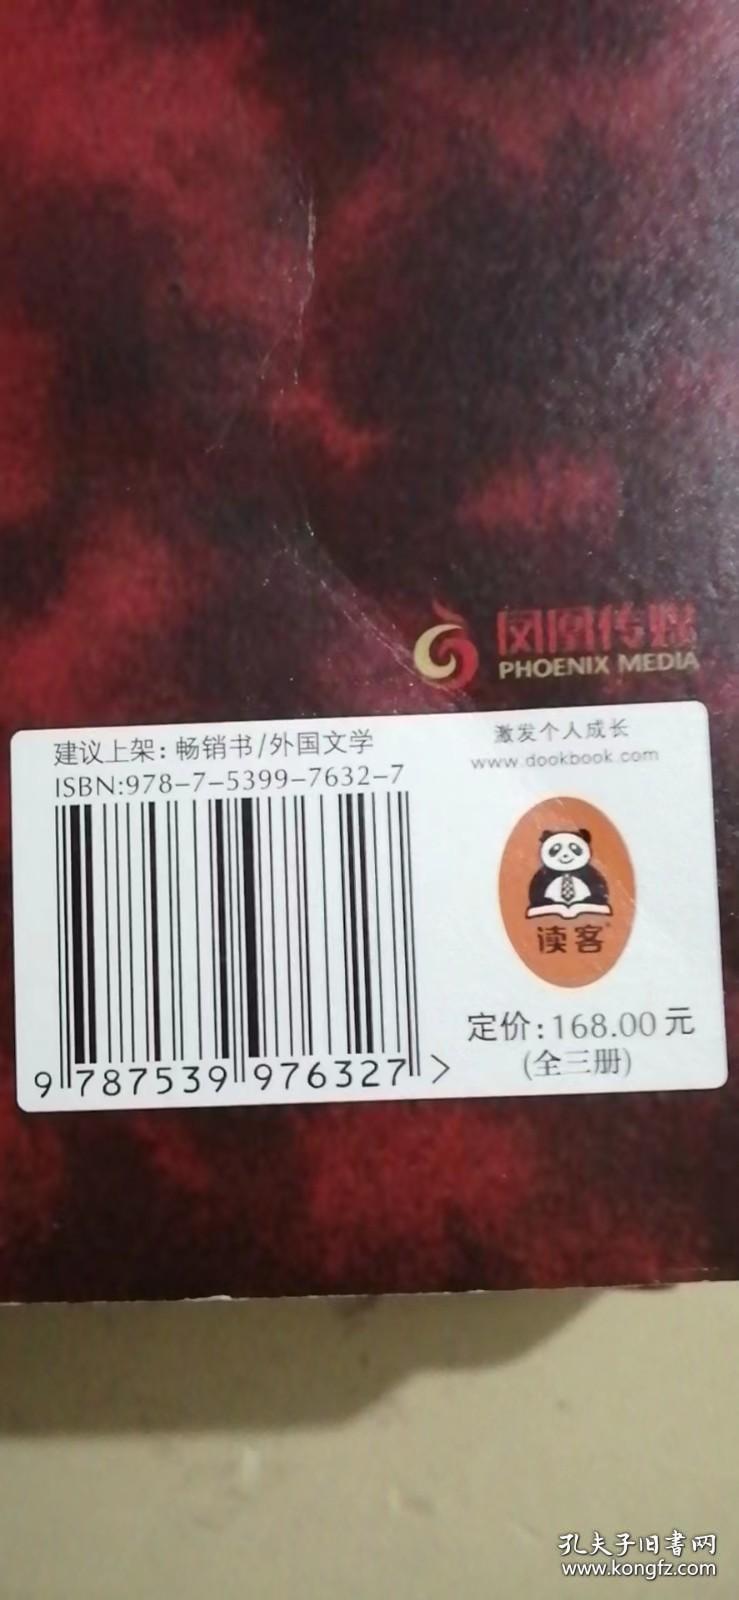 凤凰传媒
PHOENIX MEDIA
建议上架：畅销书/外国文学
ISBN:978-7-5399-7632-7
9 787539 976327 >
激发个人成长
www.dookbook.com
读客®
定价：168.00元
(全三册)
孔夫子旧書网
www.kongfz.com